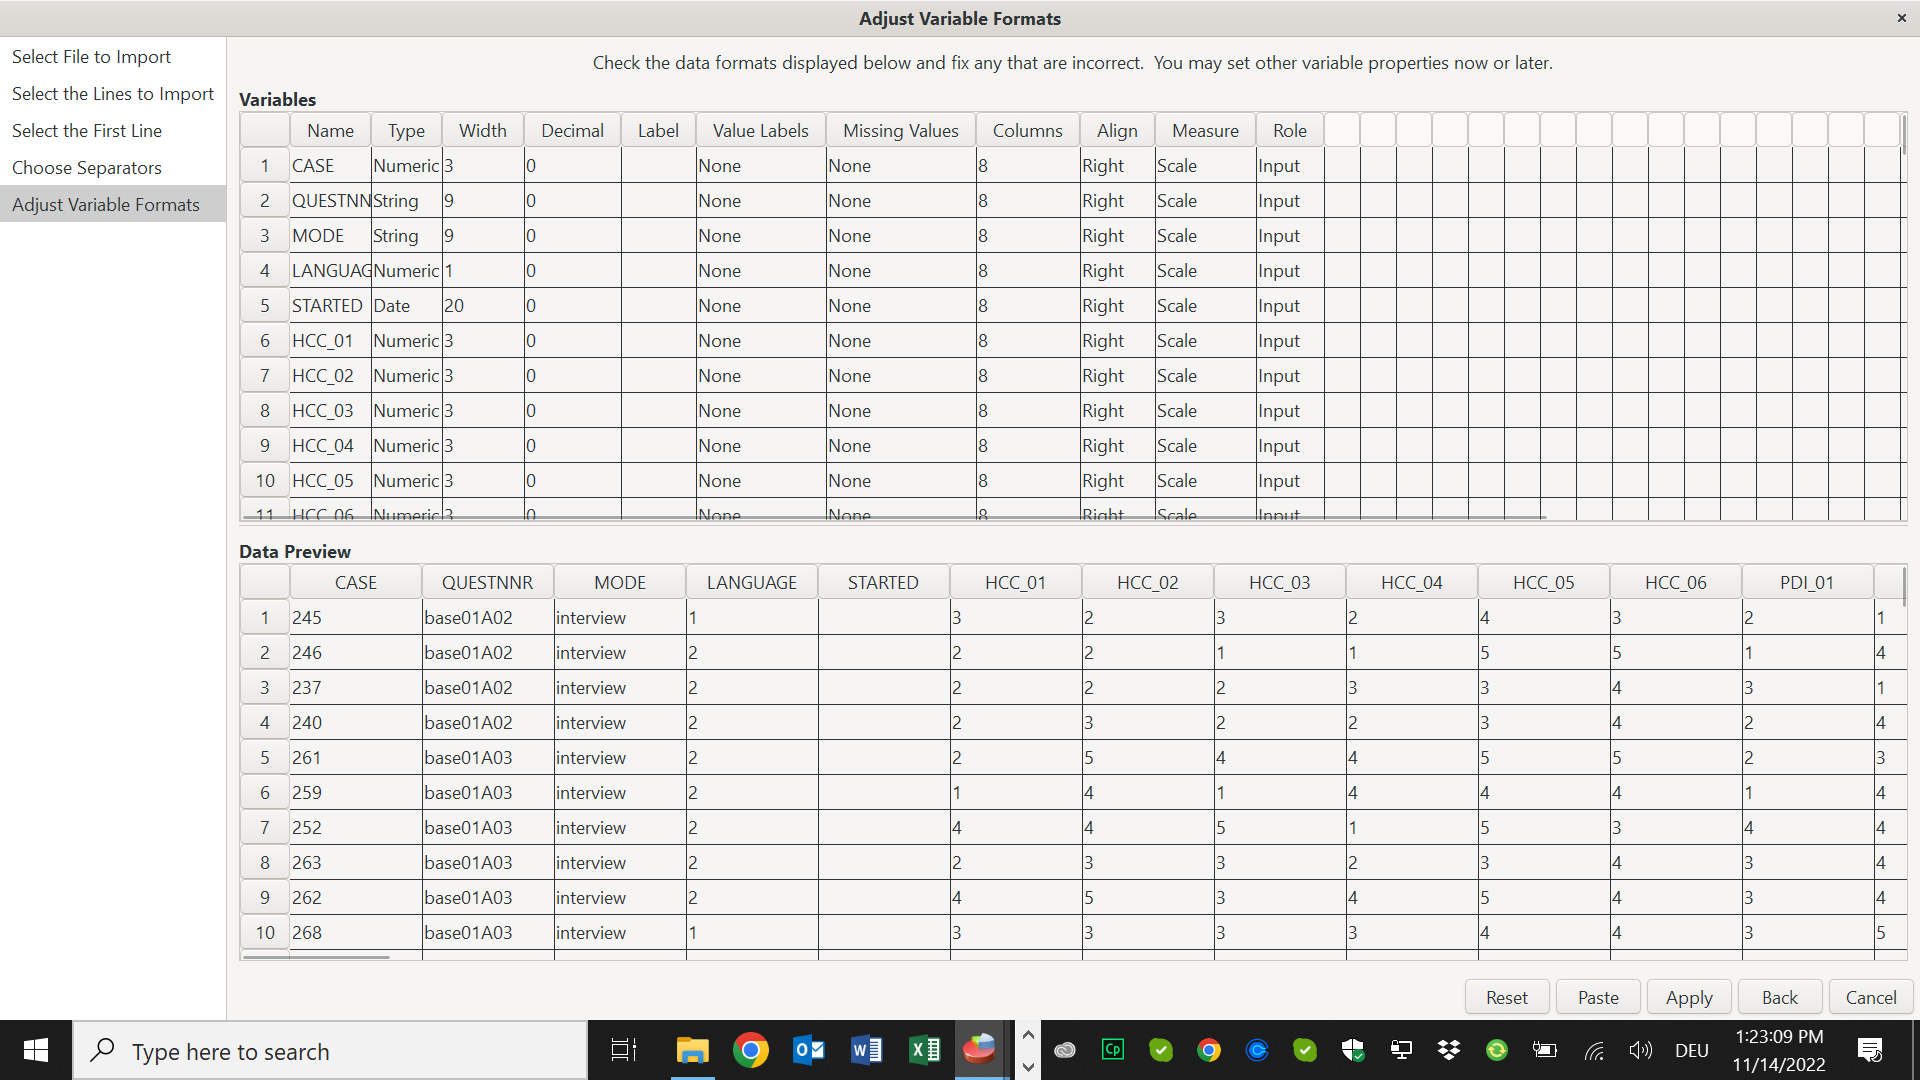 Adjust Variable Formats
×
Select File to Import
Select the Lines to Import
Select the First Line
Choose Separators
Adjust Variable Formats
Check the data formats displayed below and fix any that are incorrect.  You may set other variable properties now or later.
Variables
Name Type Width Decimal Label Value Labels Missing Values Columns Align Measure Role
1 CASE Numeric 3 0 None None 8 Right Scale Input
2 QUESTNN String 9 0 None None 8 Right Scale Input
3 MODE String 9 0 None None 8 Right Scale Input
4 LANGUAG Numeric 1 0 None None 8 Right Scale Input
5 STARTED Date 20 0 None None 8 Right Scale Input
6 HCC_01 Numeric 3 0 None None 8 Right Scale Input
7 HCC_02 Numeric 3 0 None None 8 Right Scale Input
8 HCC_03 Numeric 3 0 None None 8 Right Scale Input
9 HCC_04 Numeric 3 0 None None 8 Right Scale Input
10 HCC_05 Numeric 3 0 None None 8 Right Scale Input
11 HCC_06 Numeric 3 0 None None 8 Right Scale Input
Data Preview
CASE QUESTNNR MODE LANGUAGE STARTED HCC_01 HCC_02 HCC_03 HCC_04 HCC_05 HCC_06 PDI_01
1 245 base01A02 interview 1 3 2 3 2 4 3 2 1
2 246 base01A02 interview 2 2 2 1 1 5 5 1 4
3 237 base01A02 interview 2 2 2 2 3 3 4 3 1
4 240 base01A02 interview 2 2 3 2 2 3 4 2 4
5 261 base01A03 interview 2 2 5 4 4 5 5 2 3
6 259 base01A03 interview 2 1 4 1 4 4 4 1 4
7 252 base01A03 interview 2 4 4 5 1 5 3 4 4
8 263 base01A03 interview 2 2 3 3 2 3 4 3 4
9 262 base01A03 interview 2 4 5 3 4 5 4 3 4
10 268 base01A03 interview 1 3 3 3 3 4 4 3 5
Reset Paste Apply Back Cancel
Type here to search
Cp
DEU
1:23:09 PM
11/14/2022